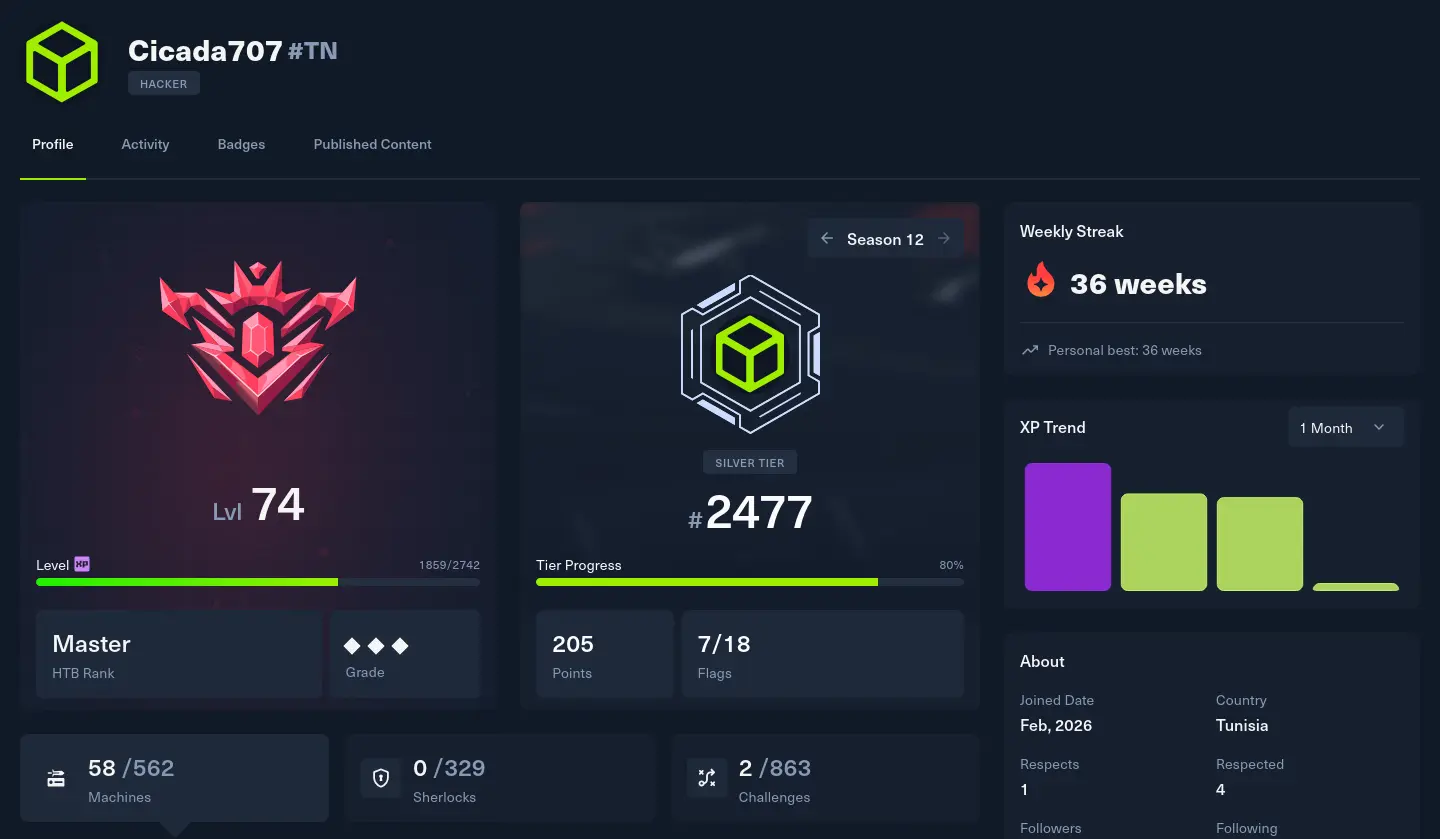 Cicada707 #TN
HACKER
Profile Activity Badges Published Content
Lvl 74
Level XP 1859/2742
Master
HTB Rank
Grade
Season 12
SILVER TIER
#2477
Tier Progress 80%
205
Points
7/18
Flags
Weekly Streak
36 weeks
Personal best: 36 weeks
XP Trend
1 Month
58 /562
Machines
0 /329
Sherlocks
2 /863
Challenges
About
Joined Date Country
Feb, 2026 Tunisia
Respects Respected
1 4
Followers Following